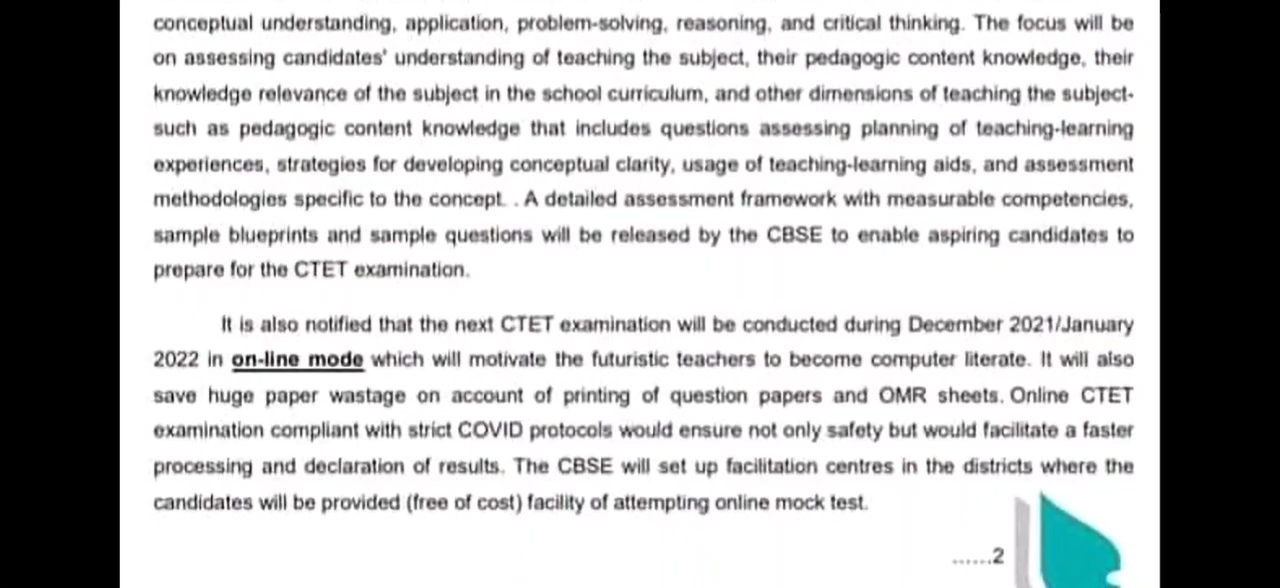 conceptual understanding, application, problem-solving, reasoning, and critical thinking. The focus will be
on assessing candidates' understanding of teaching the subject, their pedagogic content knowledge, their
knowledge relevance of the subject in the school curriculum, and other dimensions of teaching the subject-
such as pedagogic content knowledge that includes questions assessing planning of teaching-learning
experiences, strategies for developing conceptual clarity, usage of teaching-learning aids, and assessment
methodologies specific to the concept. . A detailed assessment framework with measurable competencies,
sample blueprints and sample questions will be released by the CBSE to enable aspiring candidates to
prepare for the CTET examination.
It is also notified that the next CTET examination will be conducted during December 2021/January
2022 in on-line mode which will motivate the futuristic teachers to become computer literate. It will also
save huge paper wastage on account of printing of question papers and OMR sheets. Online CTET
examination compliant with strict COVID protocols would ensure not only safety but would facilitate a faster
processing and declaration of results. The CBSE will set up facilitation centres in the districts where the
candidates will be provided (free of cost) facility of attempting online mock test.
......2